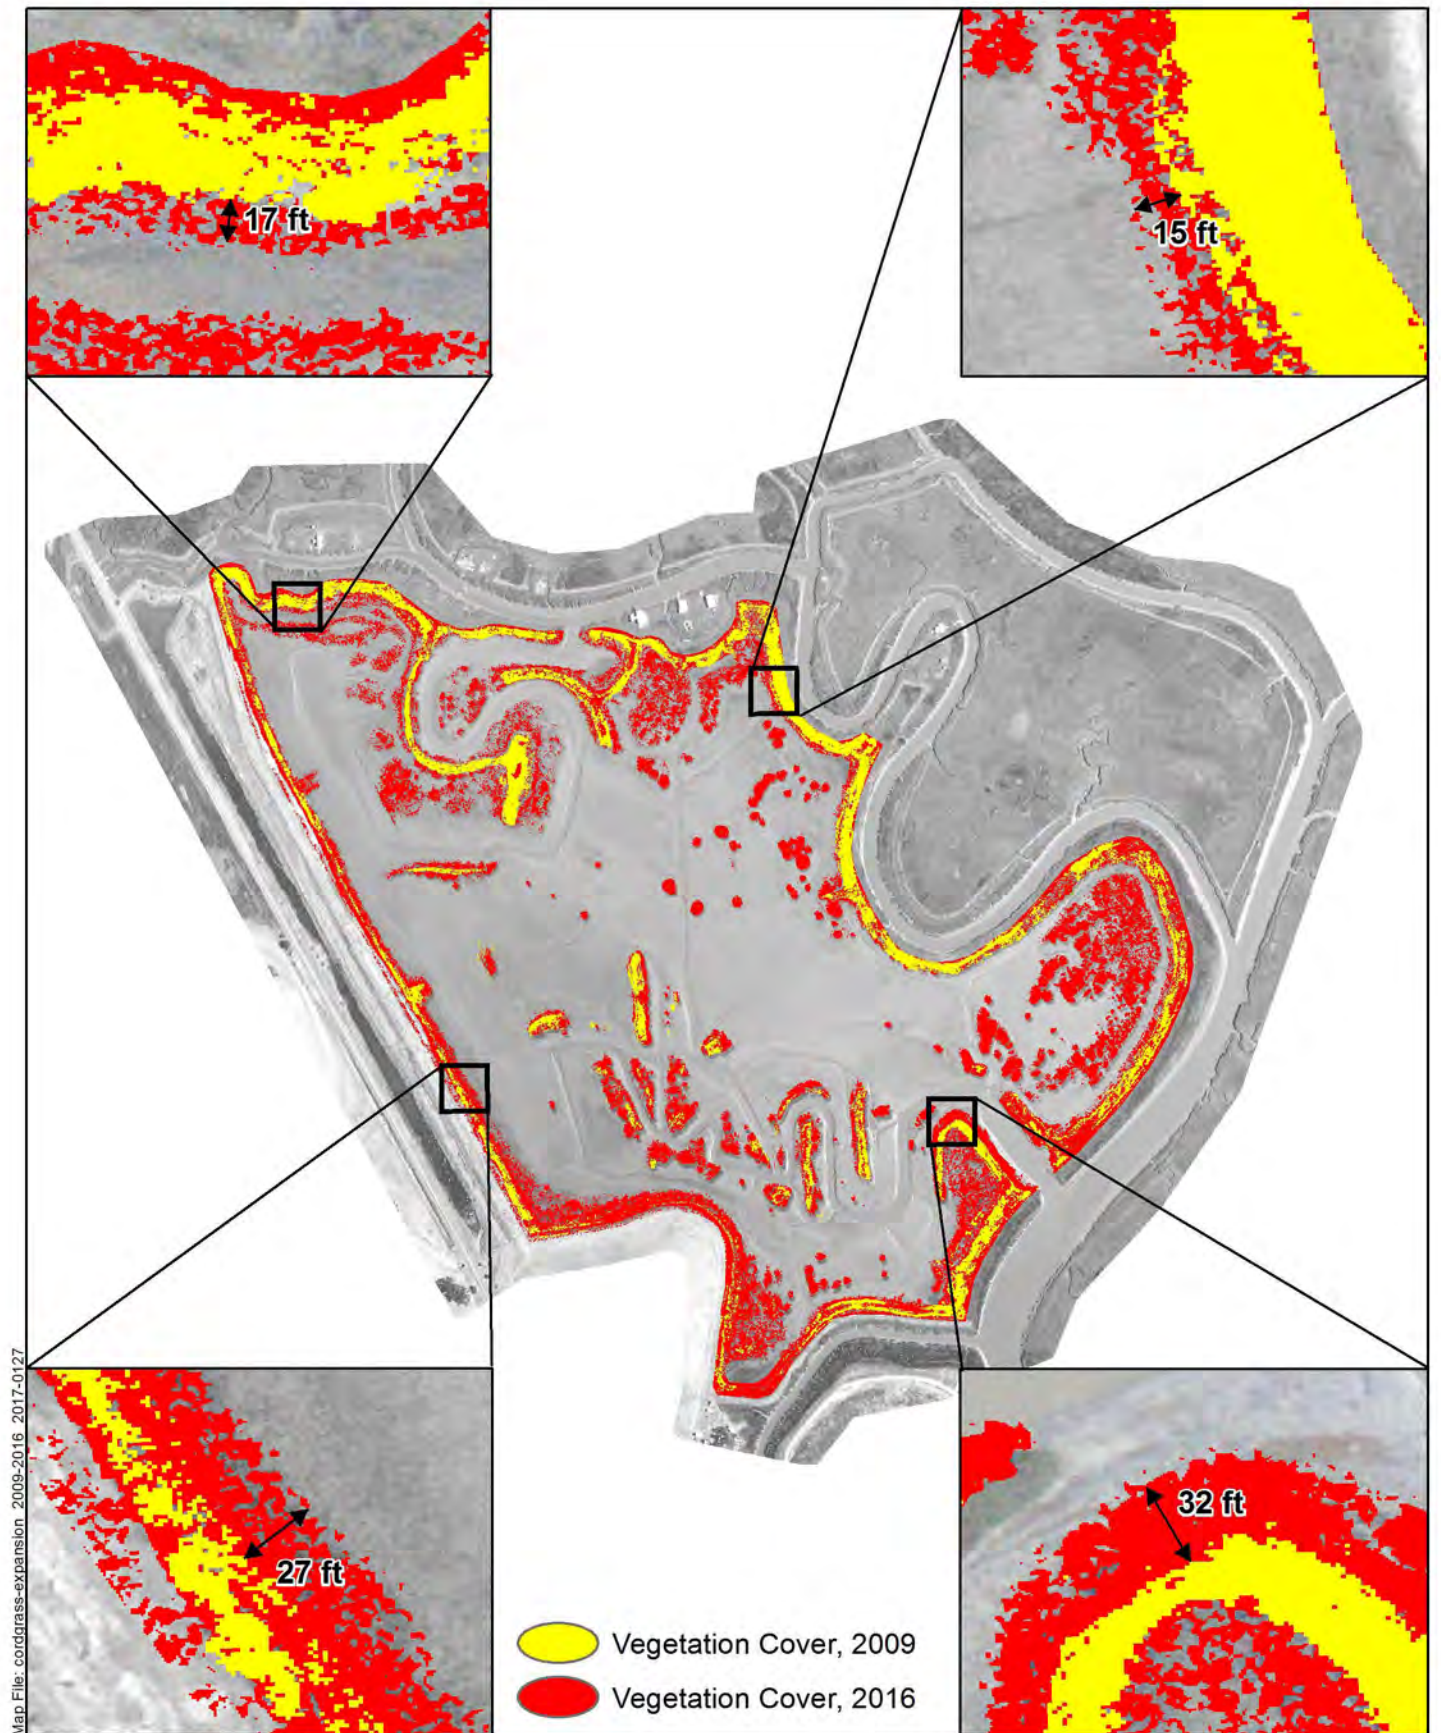 17 ft
15 ft
27 ft
32 ft
Vegetation Cover, 2009
Vegetation Cover, 2016
Map File: cordgrass-expansion_2009-2016_2017-0127